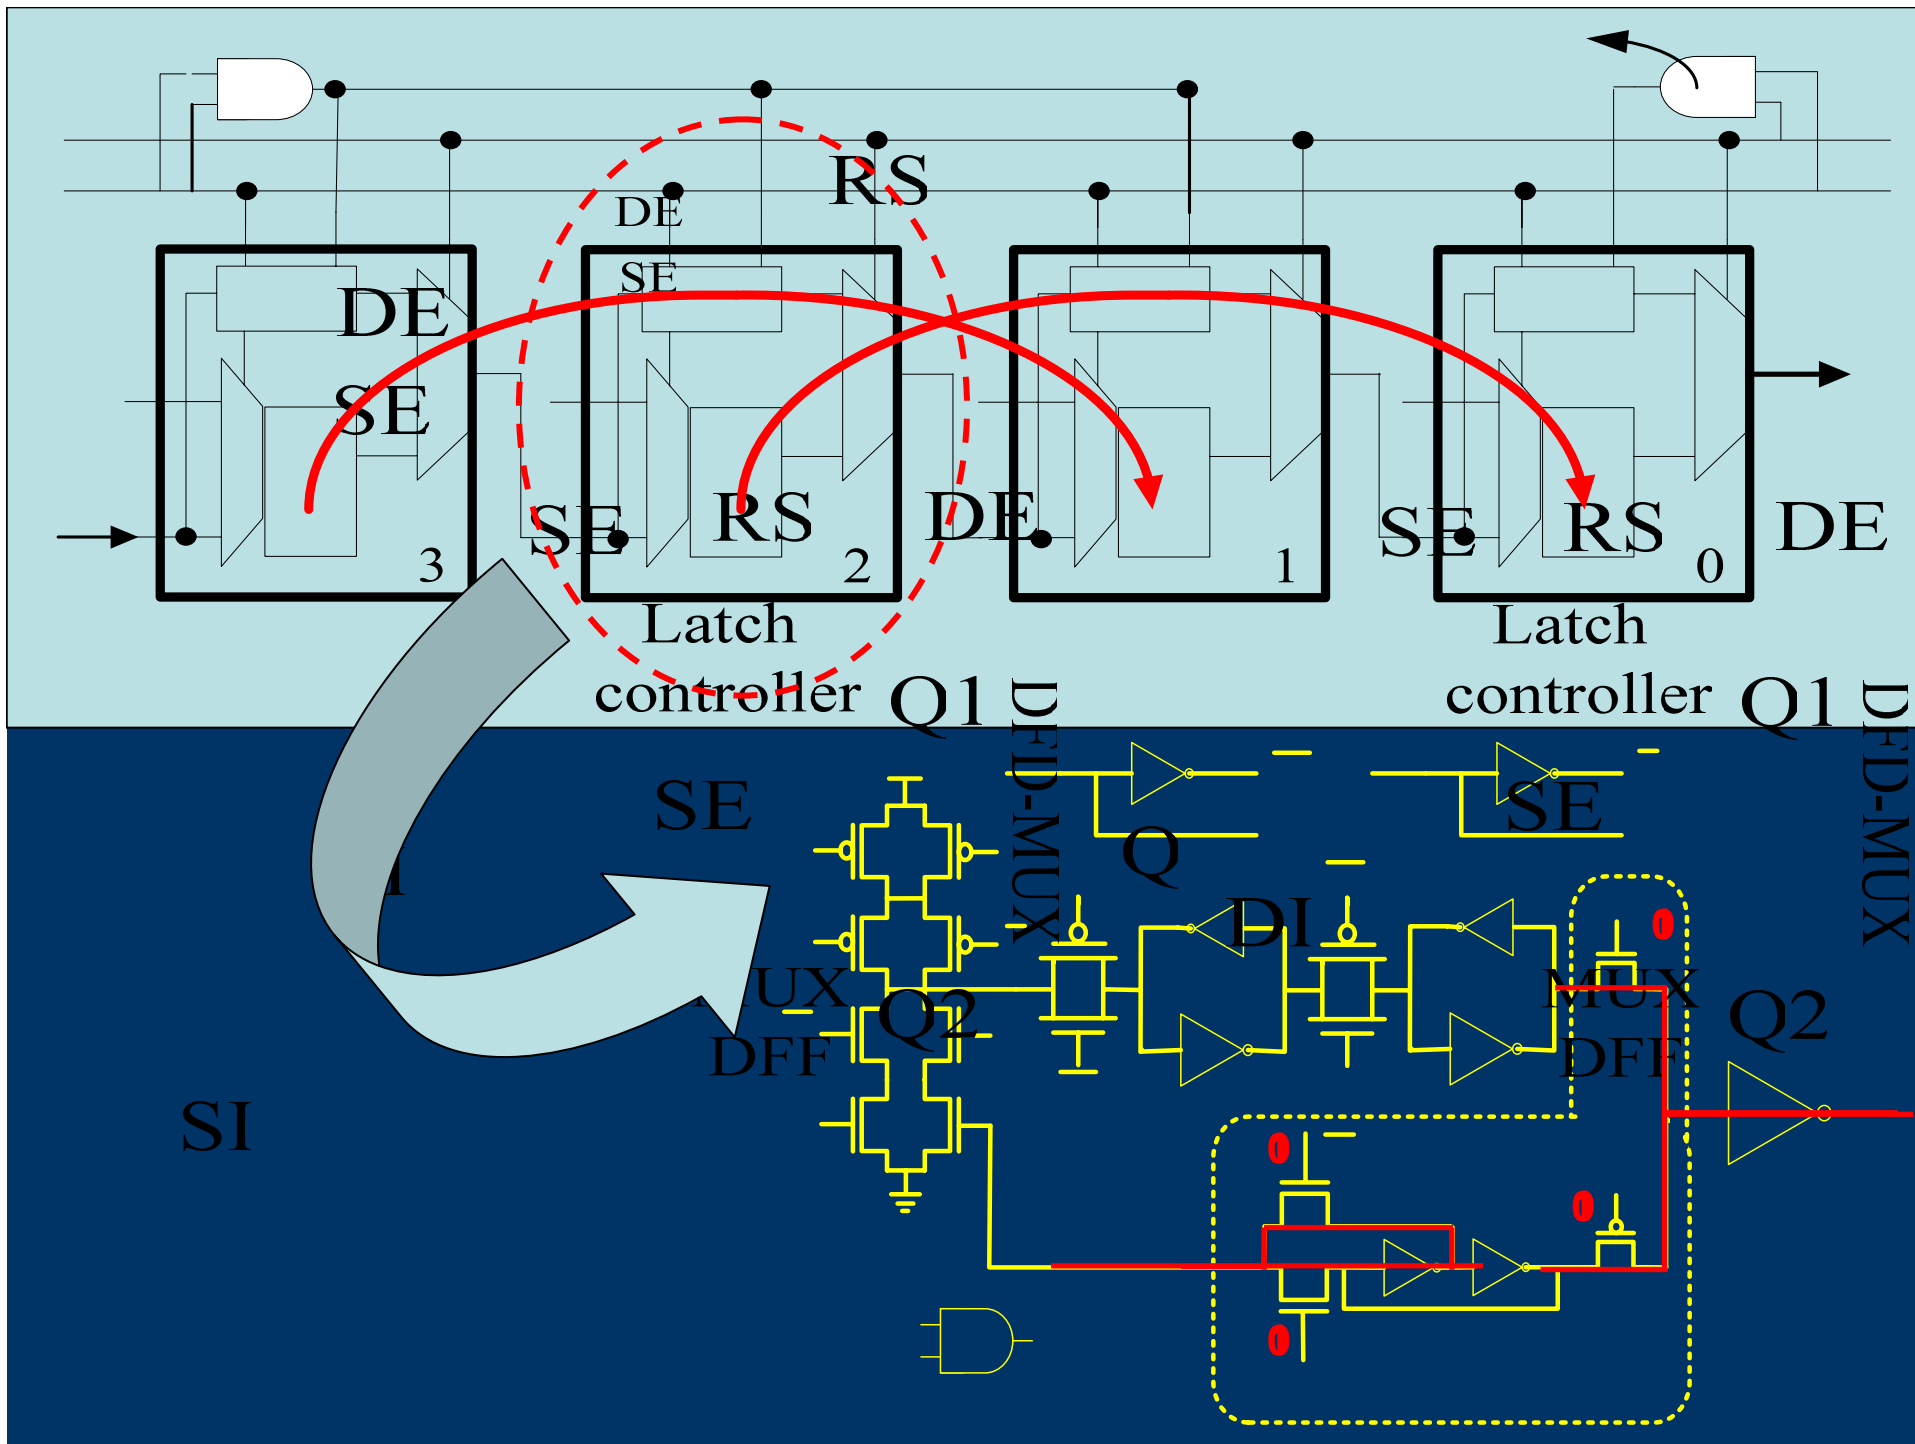 RS
DE
SE
DE
SE
SE
RS
DE
SE
RS
DE
3
2
1
0
Latch
controller
Latch
controller
Q1
Q1
DFD-MUX
DFD-MUX
SE
SE
Q
DI
0
MUX
DFF
Q2
MUX
DFF
Q2
SI
0
0
0